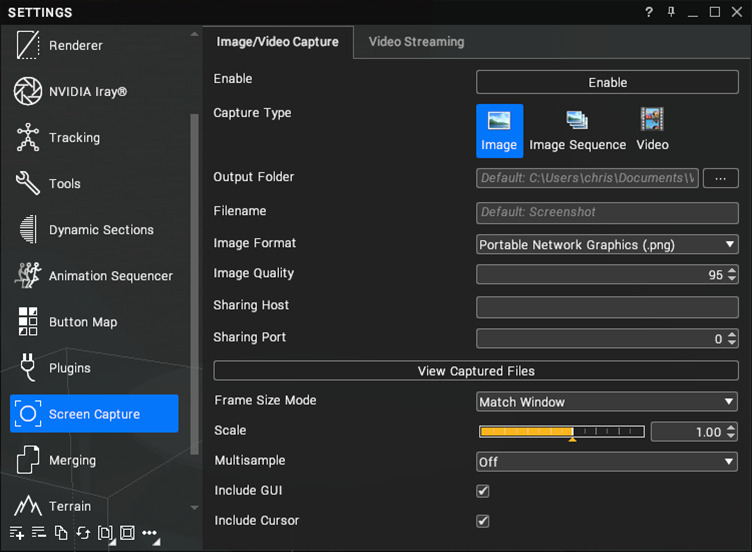 SETTINGS
Renderer
NVIDIA Iray®
Tracking
Tools
Dynamic Sections
Animation Sequencer
Button Map
Plugins
Screen Capture
Merging
Terrain
Image/Video Capture
Video Streaming
Enable
Enable
Capture Type
Image
Image Sequence
Video
Output Folder
Default: C:\Users\chris\Documents\
...
Filename
Default: Screenshot
Image Format
Portable Network Graphics (.png)
Image Quality
95
Sharing Host
Sharing Port
0
View Captured Files
Frame Size Mode
Match Window
Scale
1.00
Multisample
Off
Include GUI
Include Cursor